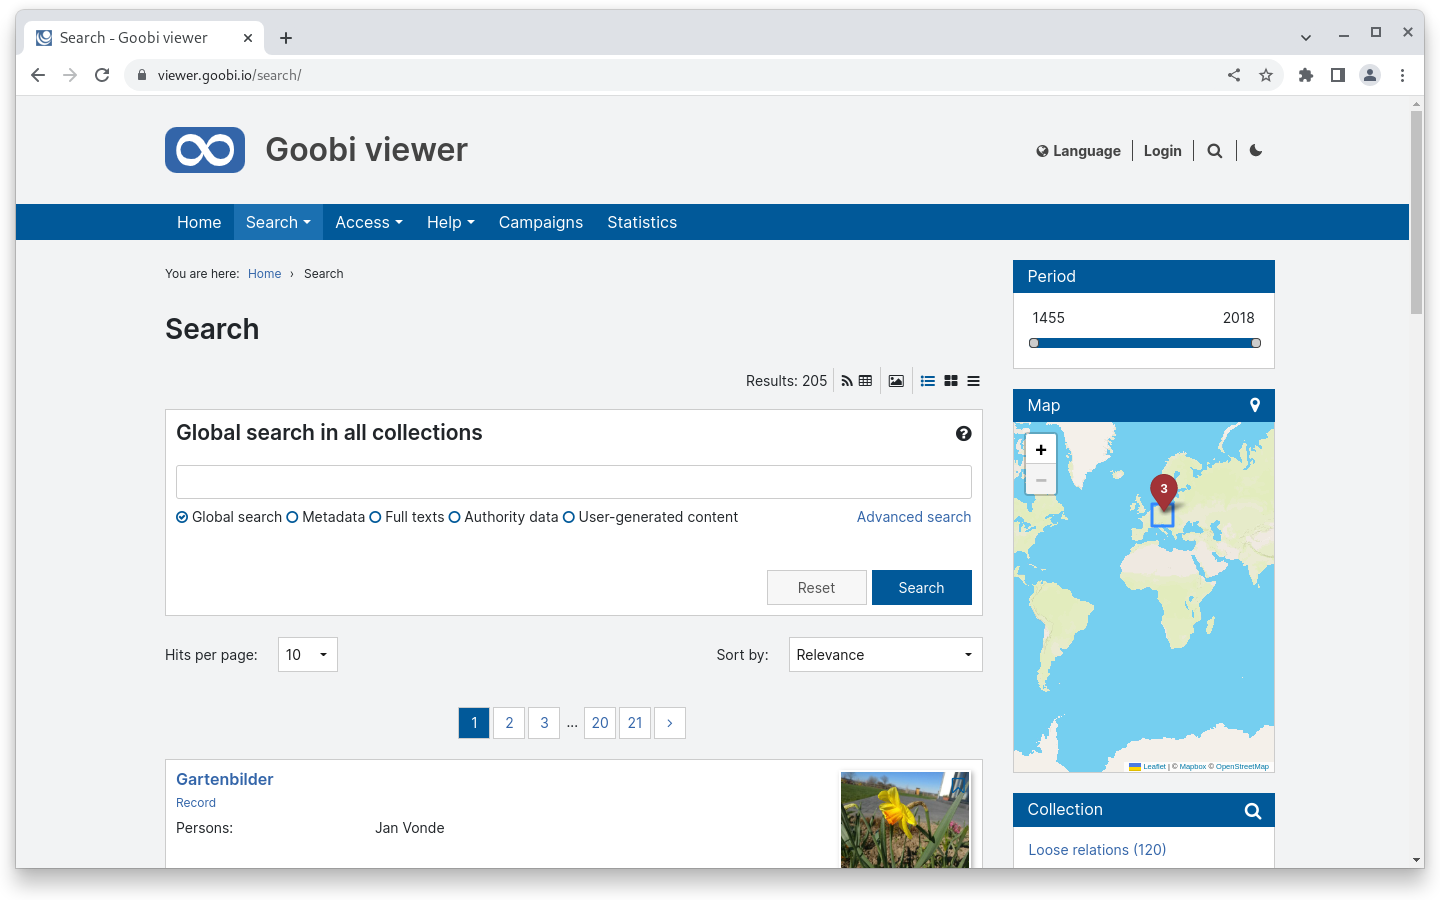 Search - Goobi viewer
viewer.goobi.io/search/
Goobi viewer
Language Login
Home Search Access Help Campaigns Statistics
You are here: Home › Search
Search
Results: 205
Global search in all collections
Global search Metadata Full texts Authority data User-generated content Advanced search
Reset Search
Hits per page: 10 Sort by: Relevance
1 2 3 ... 20 21 ›
Gartenbilder
Record
Persons: Jan Vonde
Period
1455 2018
Map
+
−
3
Leaflet | © Mapbox © OpenStreetMap
Collection
Loose relations (120)